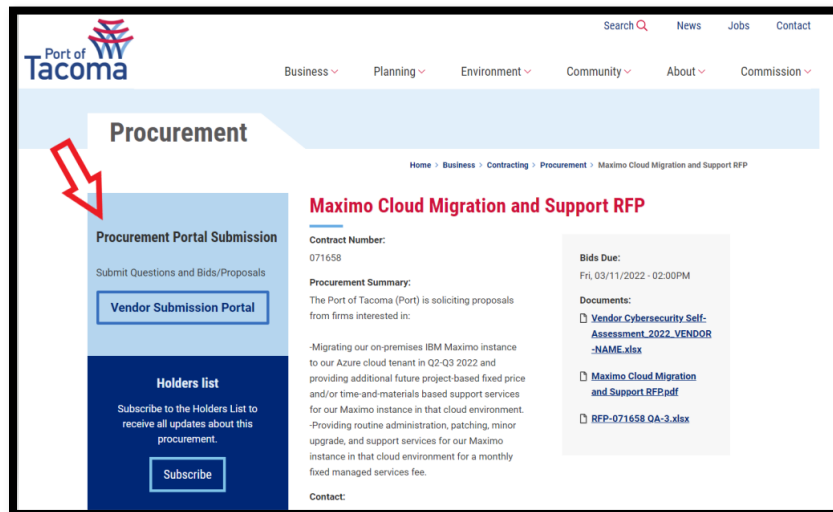 Search News Jobs Contact
Port of
Tacoma
Business Planning Environment Community About Commission
Procurement
Home > Business > Contracting > Procurement > Maximo Cloud Migration and Support RFP
Procurement Portal Submission
Submit Questions and Bids/Proposals
Vendor Submission Portal
Holders list
Subscribe to the Holders List to
receive all updates about this
procurement.
Subscribe
Maximo Cloud Migration and Support RFP
Contract Number:
071658
Procurement Summary:
The Port of Tacoma (Port) is soliciting proposals
from firms interested in:
-Migrating our on-premises IBM Maximo instance
to our Azure cloud tenant in Q2-Q3 2022 and
providing additional future project-based fixed price
and/or time-and-materials based support services
for our Maximo instance in that cloud environment.
-Providing routine administration, patching, minor
upgrade, and support services for our Maximo
instance in that cloud environment for a monthly
fixed managed services fee.
Contact:
Bids Due:
Fri, 03/11/2022 - 02:00PM
Documents:
Vendor Cybersecurity Self-
Assessment_2022_VENDOR
-NAME.xlsx
Maximo Cloud Migration
and Support RFP.pdf
RFP-071658 QA-3.xlsx